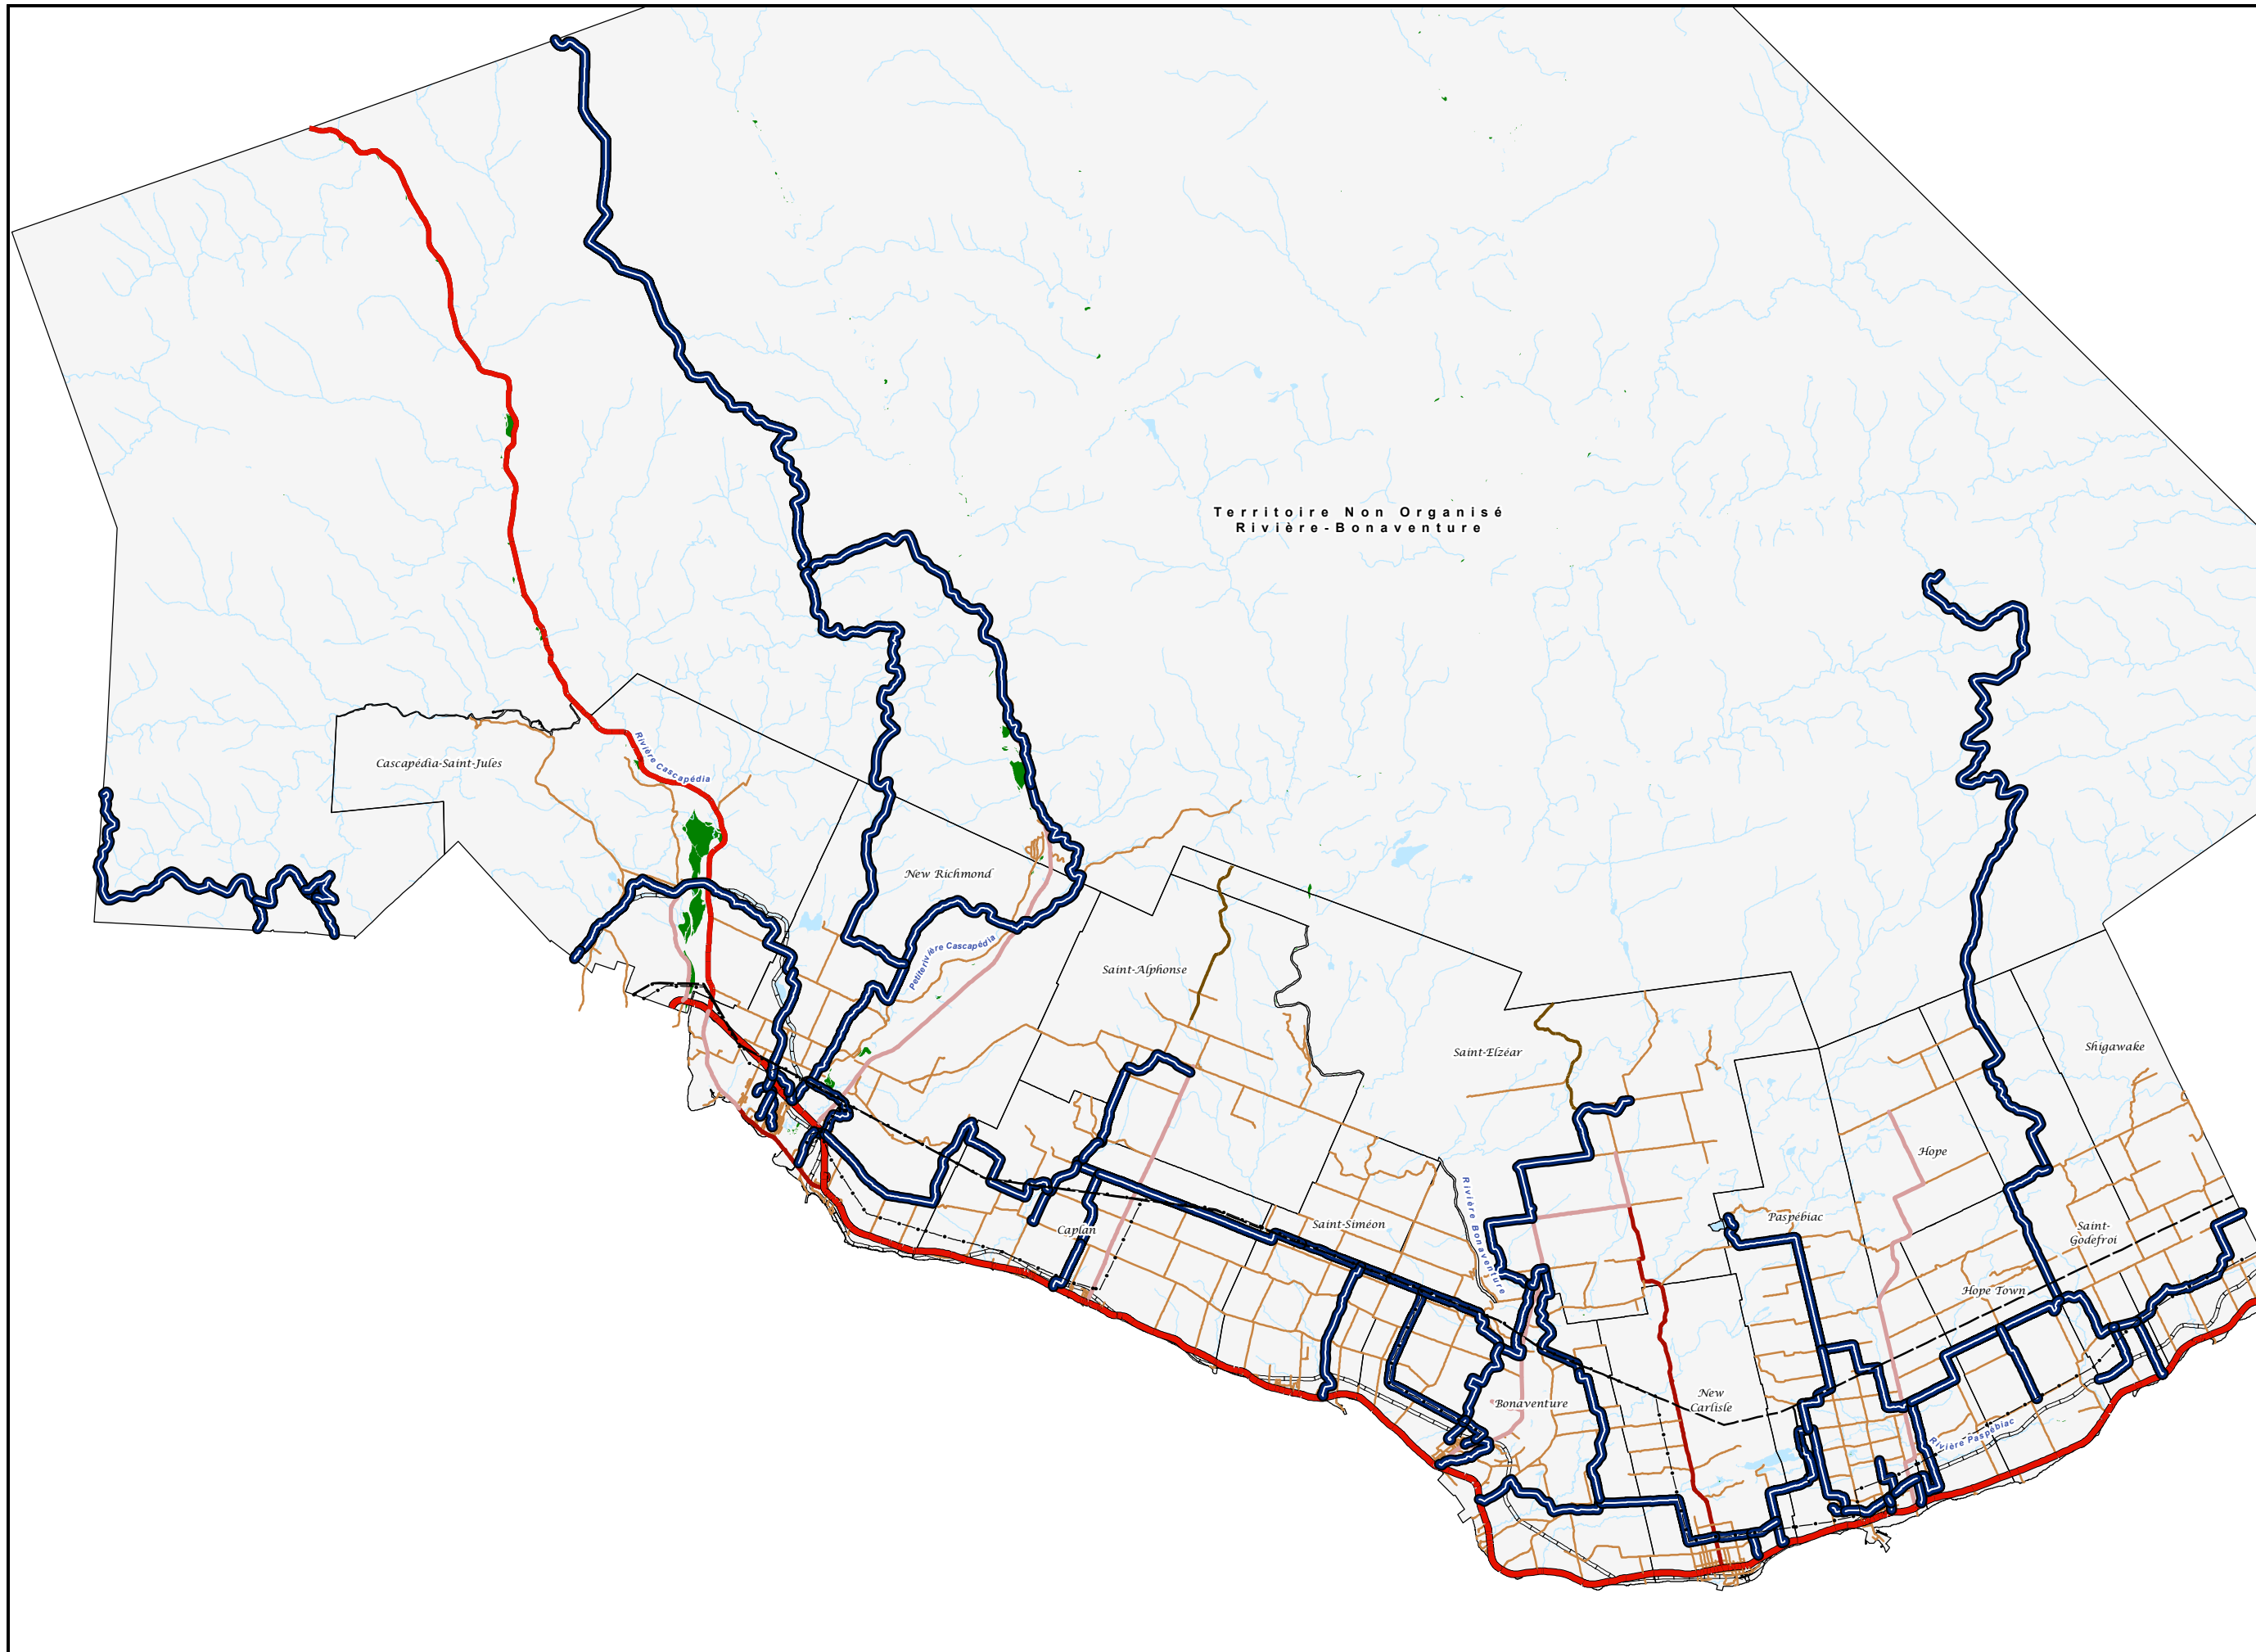 Territoire Non Organisé
Rivière-Bonaventure
Rivière Cascapédia
Cascapédia-Saint-Jules
New Richmond
Petite rivière Cascapédia
Saint-Alphonse
Saint-Elzéar
Shigawake
Hope
Rivière Bonaventure
Paspébiac
Saint-Siméon
Caplan
Saint-
Godefroi
Hope Town
New
Carlisle
Bonaventure
Rivière Paspébiac